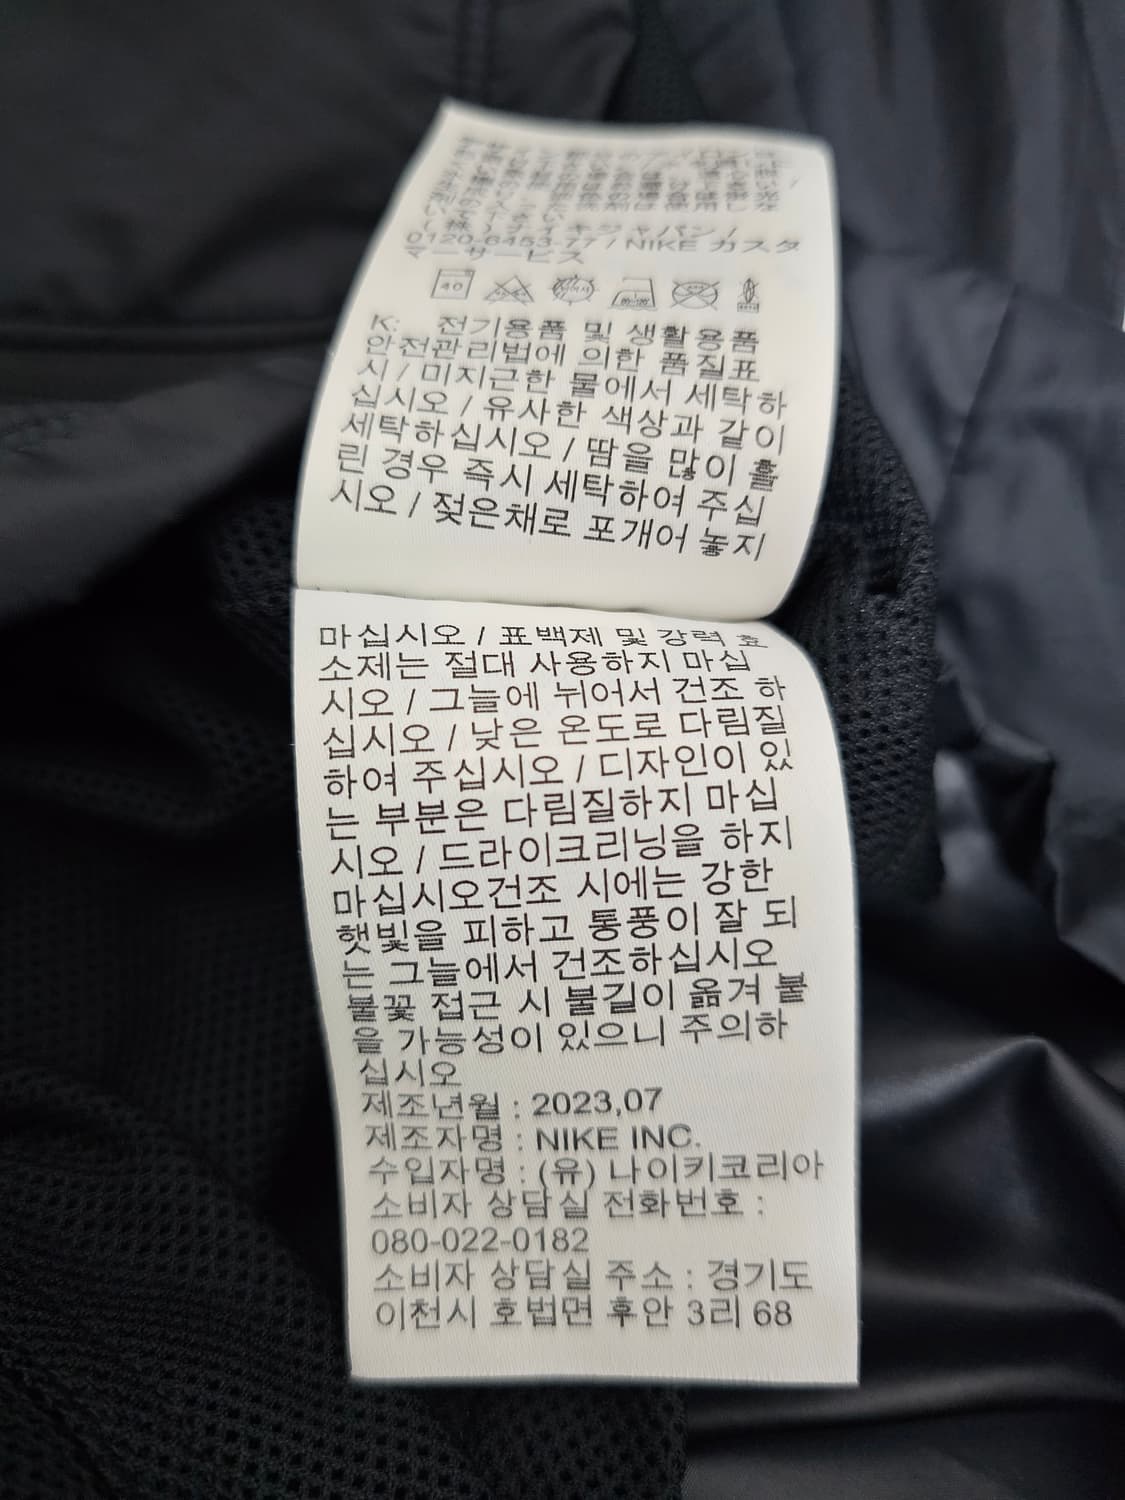 (株)ナイキジャパン /
0120-6453-77 / NIKE カスタ
マーサービス
40
K: 전기용품 및 생활용품
안전관리법에 의한 품질표
시 / 미지근한 물에서 세탁하
십시오 / 유사한 색상과 같이
세탁하십시오 / 땀을 많이 흘
린 경우 즉시 세탁하여 주십
시오 / 젖은채로 포개어 놓지
마십시오 / 표백제 및 강력 효
소제는 절대 사용하지 마십
시오 / 그늘에 뉘어서 건조 하
십시오 / 낮은 온도로 다림질
하여 주십시오 / 디자인이 있
는 부분은 다림질하지 마십
시오 / 드라이크리닝을 하지
마십시오건조 시에는 강한
햇빛을 피하고 통풍이 잘 되
는 그늘에서 건조하십시오
불꽃 접근 시 불길이 옮겨 붙
을 가능성이 있으니 주의하
십시오
제조년월 : 2023,07
제조자명 : NIKE INC.
수입자명 : (유) 나이키코리아
소비자 상담실 전화번호 :
080-022-0182
소비자 상담실 주소 : 경기도
이천시 호법면 후안 3리 68